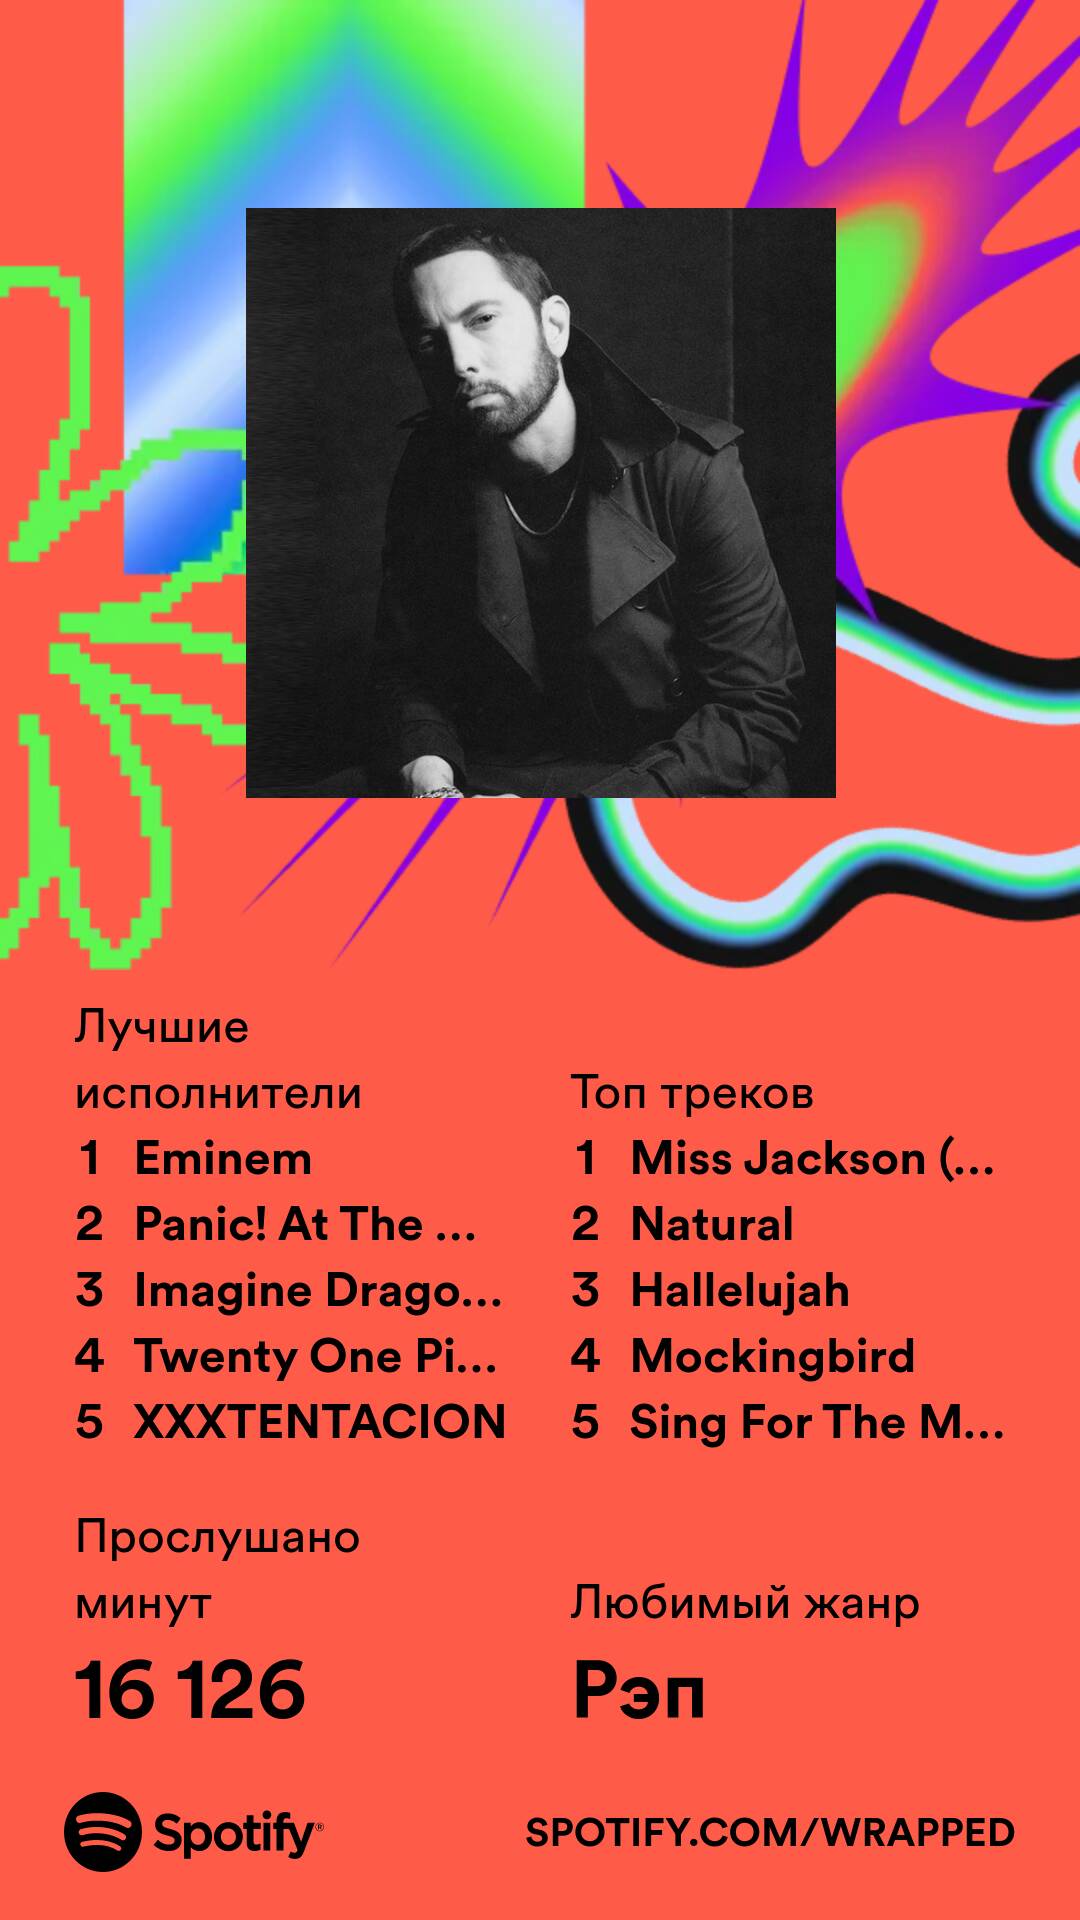 Лучшие
исполнители
1 Eminem
2 Panic! At The ...
3 Imagine Drago...
4 Twenty One Pi...
5 XXXTENTACION
Топ треков
1 Miss Jackson (...
2 Natural
3 Hallelujah
4 Mockingbird
5 Sing For The M...
Прослушано
минут
16 126
Любимый жанр
Рэп
Spotify®
SPOTIFY.COM/WRAPPED